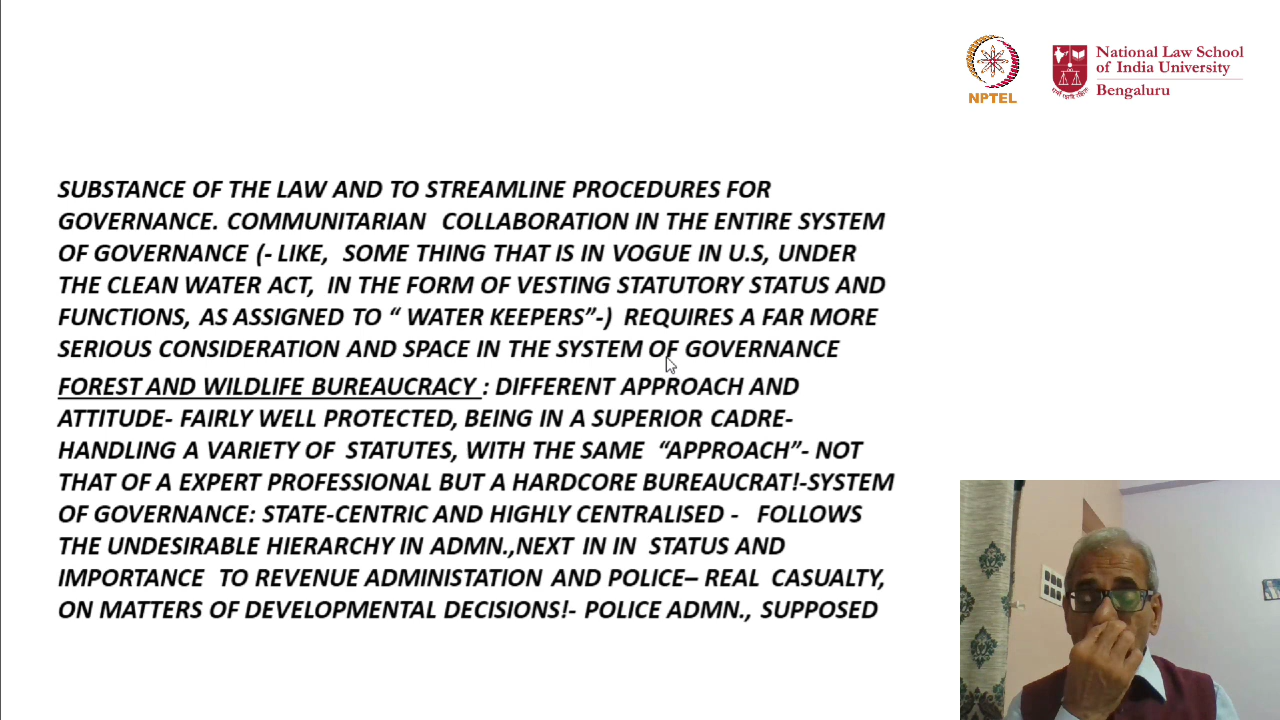 NPTEL
National Law School
of India University
Bengaluru
SUBSTANCE OF THE LAW AND TO STREAMLINE PROCEDURES FOR
GOVERNANCE. COMMUNITARIAN COLLABORATION IN THE ENTIRE SYSTEM
OF GOVERNANCE (- LIKE, SOME THING THAT IS IN VOGUE IN U.S, UNDER
THE CLEAN WATER ACT, IN THE FORM OF VESTING STATUTORY STATUS AND
FUNCTIONS, AS ASSIGNED TO “ WATER KEEPERS”-) REQUIRES A FAR MORE
SERIOUS CONSIDERATION AND SPACE IN THE SYSTEM OF GOVERNANCE
FOREST AND WILDLIFE BUREAUCRACY : DIFFERENT APPROACH AND
ATTITUDE- FAIRLY WELL PROTECTED, BEING IN A SUPERIOR CADRE-
HANDLING A VARIETY OF STATUTES, WITH THE SAME “APPROACH”- NOT
THAT OF A EXPERT PROFESSIONAL BUT A HARDCORE BUREAUCRAT!-SYSTEM
OF GOVERNANCE: STATE-CENTRIC AND HIGHLY CENTRALISED - FOLLOWS
THE UNDESIRABLE HIERARCHY IN ADMN.,NEXT IN IN STATUS AND
IMPORTANCE TO REVENUE ADMINISTATION AND POLICE– REAL CASUALTY,
ON MATTERS OF DEVELOPMENTAL DECISIONS!- POLICE ADMN., SUPPOSED